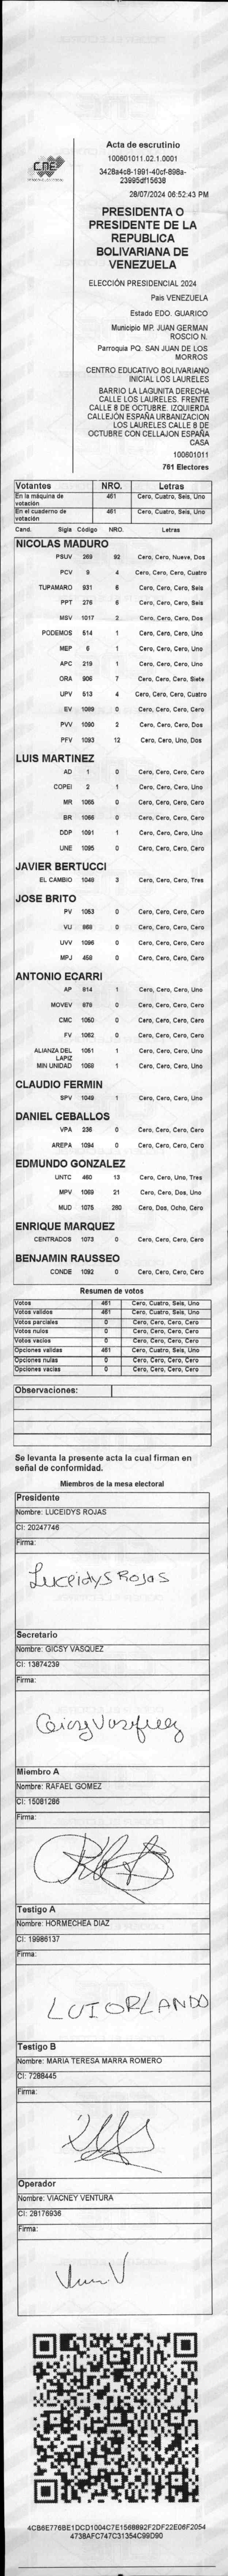 CNE
Acta de escrutinio
100601011.02.1.0001
3428a4c8-1991-40cf-898a-
23995df15638
28/07/2024 06:52:43 PM
PRESIDENTA O
PRESIDENTE DE LA
REPUBLICA
BOLIVARIANA DE
VENEZUELA
ELECCIÓN PRESIDENCIAL 2024
Pais VENEZUELA
Estado EDO. GUARICO
Municipio MP. JUAN GERMAN
ROSCIO N.
Parroquia PQ. SAN JUAN DE LOS
MORROS
CENTRO EDUCATIVO BOLIVARIANO
INICIAL LOS LAURELES
BARRIO LA LAGUNITA DERECHA
CALLE LOS LAURELES. FRENTE
CALLE 8 DE OCTUBRE. IZQUIERDA
CALLEJON ESPAÑA URBANIZACION
LOS LAURELES CALLE 8 DE
OCTUBRE CON CELLAJON ESPAÑA
CASA
100601011
761 Electores
Votantes NRO. Letras
En la máquina de votación 461 Cero, Cuatro, Seis, Uno
En el cuaderno de votación 461 Cero, Cuatro, Seis, Uno
Cand. Sigla Código NRO. Letras
NICOLAS MADURO
PSUV 269 92 Cero, Cero, Nueve, Dos
PCV 9 4 Cero, Cero, Cero, Cuatro
TUPAMARO 931 6 Cero, Cero, Cero, Seis
PPT 276 6 Cero, Cero, Cero, Seis
MSV 1017 2 Cero, Cero, Cero, Dos
PODEMOS 514 1 Cero, Cero, Cero, Uno
MEP 6 1 Cero, Cero, Cero, Uno
APC 219 1 Cero, Cero, Cero, Uno
ORA 906 7 Cero, Cero, Cero, Siete
UPV 513 4 Cero, Cero, Cero, Cuatro
EV 1089 0 Cero, Cero, Cero, Cero
PVV 1090 2 Cero, Cero, Cero, Dos
PFV 1093 12 Cero, Cero, Uno, Dos
LUIS MARTINEZ
AD 1 0 Cero, Cero, Cero, Cero
COPEI 2 1 Cero, Cero, Cero, Uno
MR 1065 0 Cero, Cero, Cero, Cero
BR 1066 0 Cero, Cero, Cero, Cero
DDP 1091 1 Cero, Cero, Cero, Uno
UNE 1095 0 Cero, Cero, Cero, Cero
JAVIER BERTUCCI
EL CAMBIO 1048 3 Cero, Cero, Cero, Tres
JOSE BRITO
PV 1053 0 Cero, Cero, Cero, Cero
VU 868 0 Cero, Cero, Cero, Cero
UVV 1096 0 Cero, Cero, Cero, Cero
MPJ 458 0 Cero, Cero, Cero, Cero
ANTONIO ECARRI
AP 814 1 Cero, Cero, Cero, Uno
MOVEV 879 0 Cero, Cero, Cero, Cero
CMC 1050 0 Cero, Cero, Cero, Cero
FV 1062 0 Cero, Cero, Cero, Cero
ALIANZA DEL LAPIZ 1051 1 Cero, Cero, Cero, Uno
MIN UNIDAD 1068 1 Cero, Cero, Cero, Uno
CLAUDIO FERMIN
SPV 1049 1 Cero, Cero, Cero, Uno
DANIEL CEBALLOS
VPA 236 0 Cero, Cero, Cero, Cero
AREPA 1094 0 Cero, Cero, Cero, Cero
EDMUNDO GONZALEZ
UNTC 460 13 Cero, Cero, Uno, Tres
MPV 1069 21 Cero, Cero, Dos, Uno
MUD 1075 280 Cero, Dos, Ocho, Cero
ENRIQUE MARQUEZ
CENTRADOS 1073 0 Cero, Cero, Cero, Cero
BENJAMIN RAUSSEO
CONDE 1092 0 Cero, Cero, Cero, Cero
Resumen de votos
Votos 461 Cero, Cuatro, Seis, Uno
Votos validos 461 Cero, Cuatro, Seis, Uno
Votos parciales 0 Cero, Cero, Cero, Cero
Votos nulos 0 Cero, Cero, Cero, Cero
Votos vacios 0 Cero, Cero, Cero, Cero
Opciones validas 461 Cero, Cuatro, Seis, Uno
Opciones nulas 0 Cero, Cero, Cero, Cero
Opciones vacias 0 Cero, Cero, Cero, Cero
Observaciones:
Se levanta la presente acta la cual firman en
señal de conformidad.
Miembros de la mesa electoral
Presidente
Nombre: LUCEIDYS ROJAS
CI: 20247746
Firma:
Luceidys Rojas
Secretario
Nombre: GICSY VASQUEZ
CI: 13874239
Firma:
Gicsy Vasquez
Miembro A
Nombre: RAFAEL GOMEZ
CI: 15081286
Firma:
Testigo A
Nombre: HORMECHEA DIAZ
CI: 19986137
Firma:
LUIORLANDO
Testigo B
Nombre: MARIA TERESA MARRA ROMERO
CI: 7288445
Firma:
Operador
Nombre: VIACNEY VENTURA
CI: 28176936
Firma:
4CB6E776BE1DCD1004C7E1568892F2DF22E06F2054
4738AFC747C31354C99D90